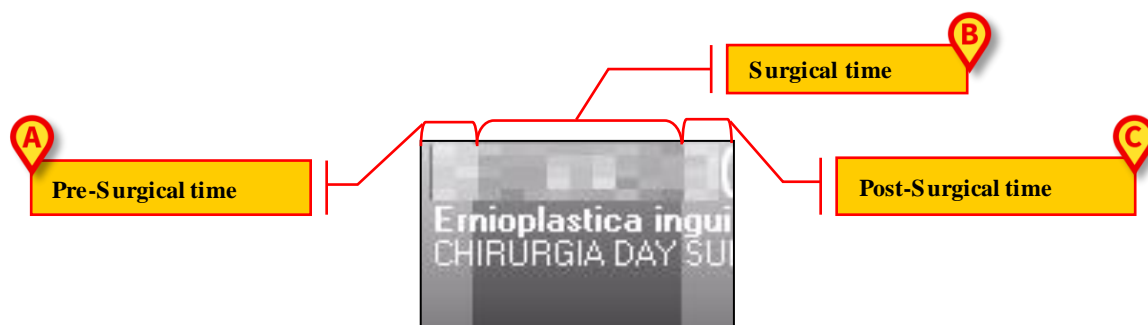 B
Surgical time
A
Pre-Surgical time
C
Post-Surgical time
Ernioplastica ingui
CHIRURGIA DAY SU